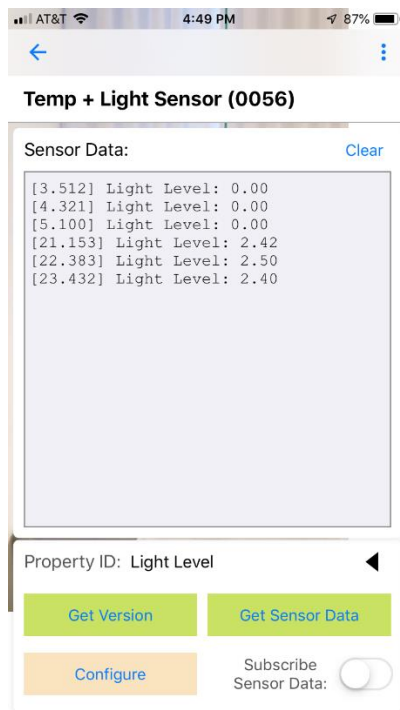 AT&T 4:49 PM 87%
Temp + Light Sensor (0056)
Sensor Data: Clear
[3.512] Light Level: 0.00
[4.321] Light Level: 0.00
[5.100] Light Level: 0.00
[21.153] Light Level: 2.42
[22.383] Light Level: 2.50
[23.432] Light Level: 2.40
Property ID: Light Level
Get Version Get Sensor Data
Configure Subscribe
Sensor Data: